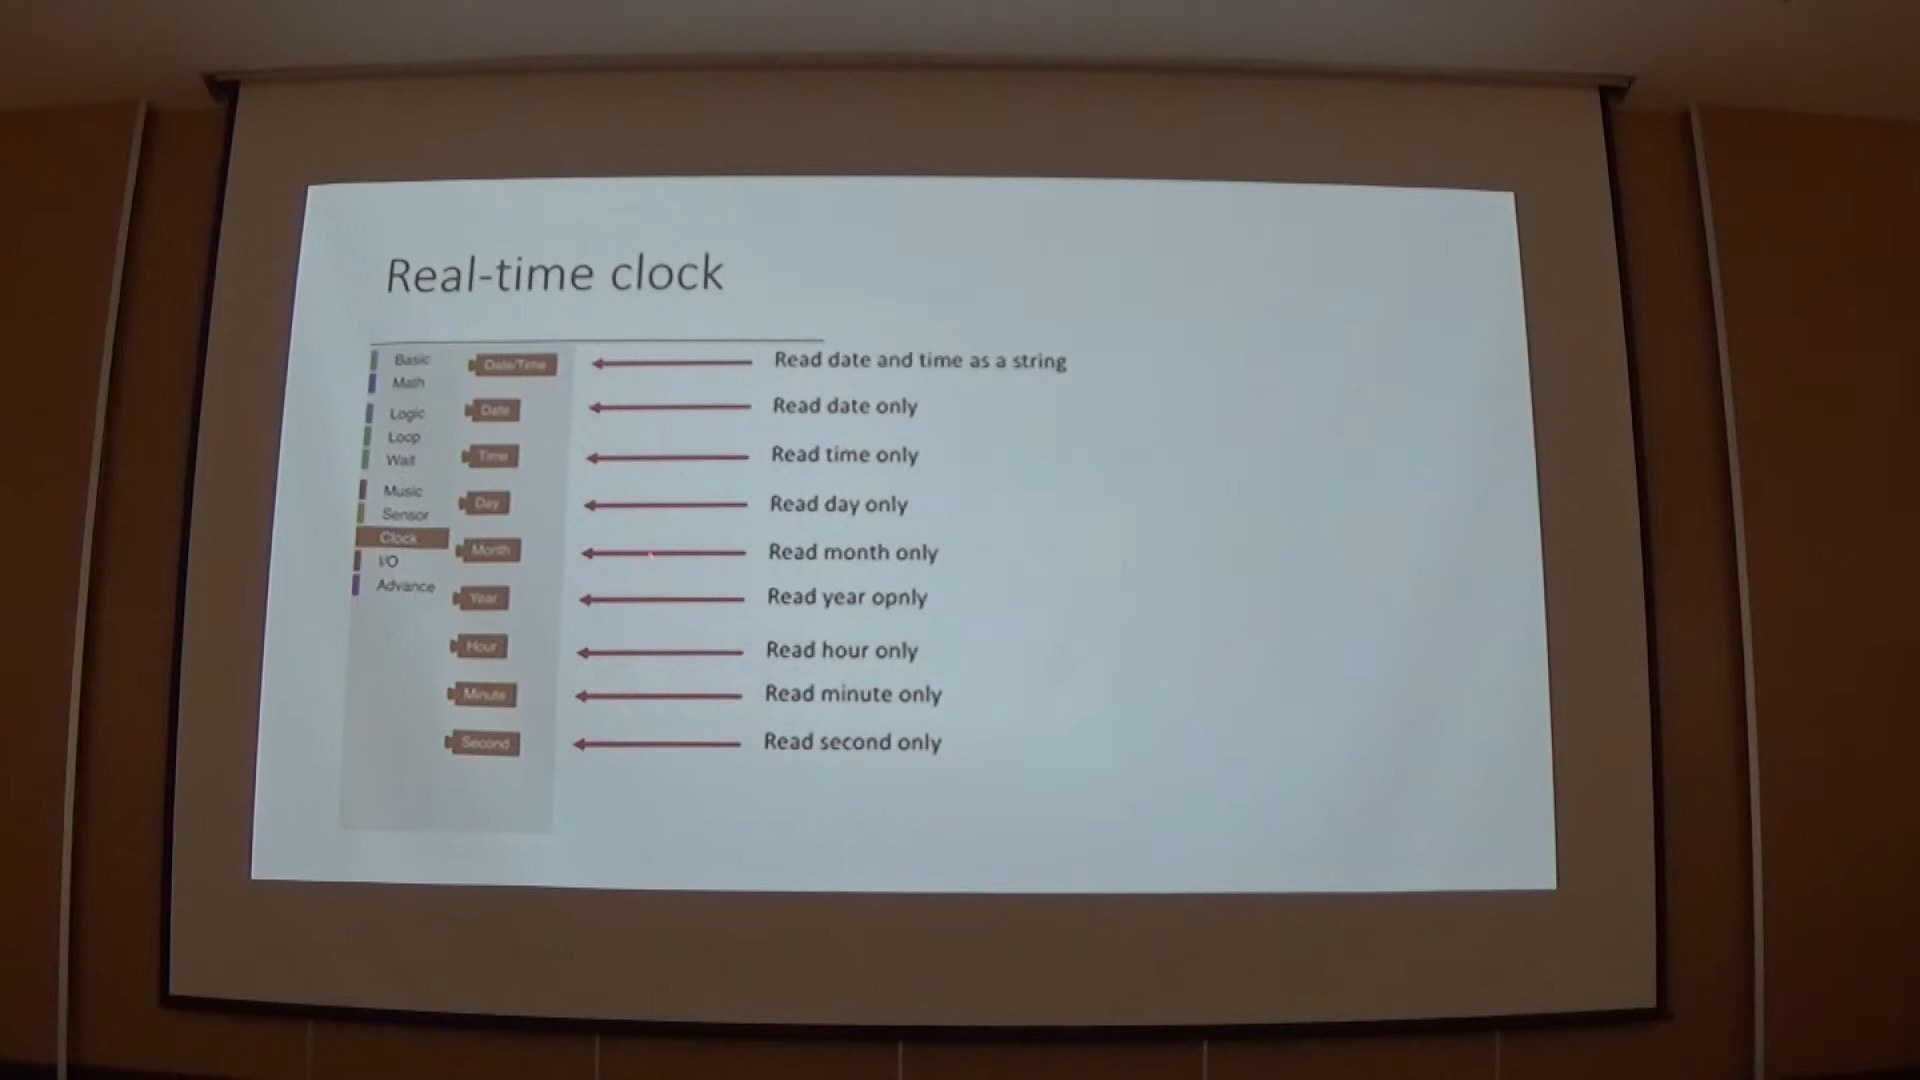 Real-time clock
Basic
Math
Logic
Loop
Wait
Music
Sensor
Clock
I/O
Advance
Date/Time
Date
Time
Day
Month
Year
Hour
Minute
Second
Read date and time as a string
Read date only
Read time only
Read day only
Read month only
Read year opnly
Read hour only
Read minute only
Read second only